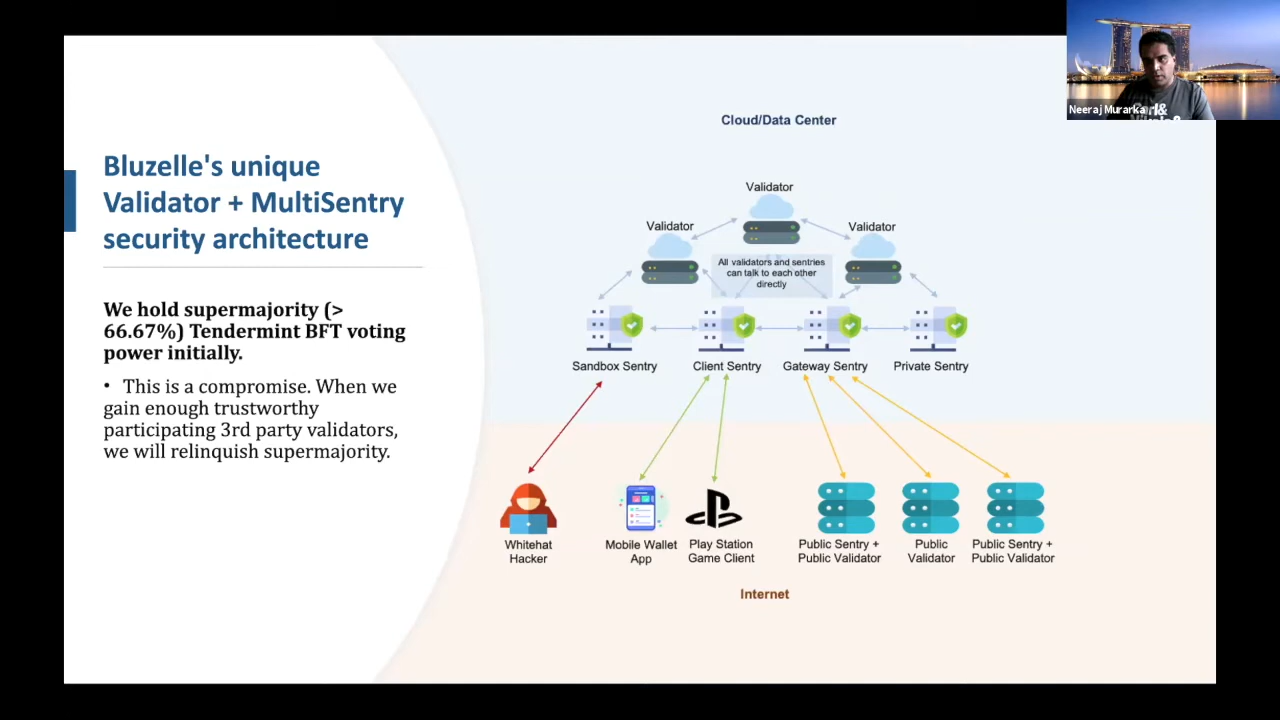 Neeraj Murarka
Cloud/Data Center
Bluzelle's unique
Validator + MultiSentry
security architecture
We hold supermajority (>
66.67%) Tendermint BFT voting
power initially.
• This is a compromise. When we
gain enough trustworthy
participating 3rd party validators,
we will relinquish supermajority.
Validator
Validator
Validator
All validators and sentries
can talk to each other
directly
Sandbox Sentry
Client Sentry
Gateway Sentry
Private Sentry
Whitehat
Hacker
Mobile Wallet
App
Play Station
Game Client
Public Sentry +
Public Validator
Public
Validator
Public Sentry +
Public Validator
Internet